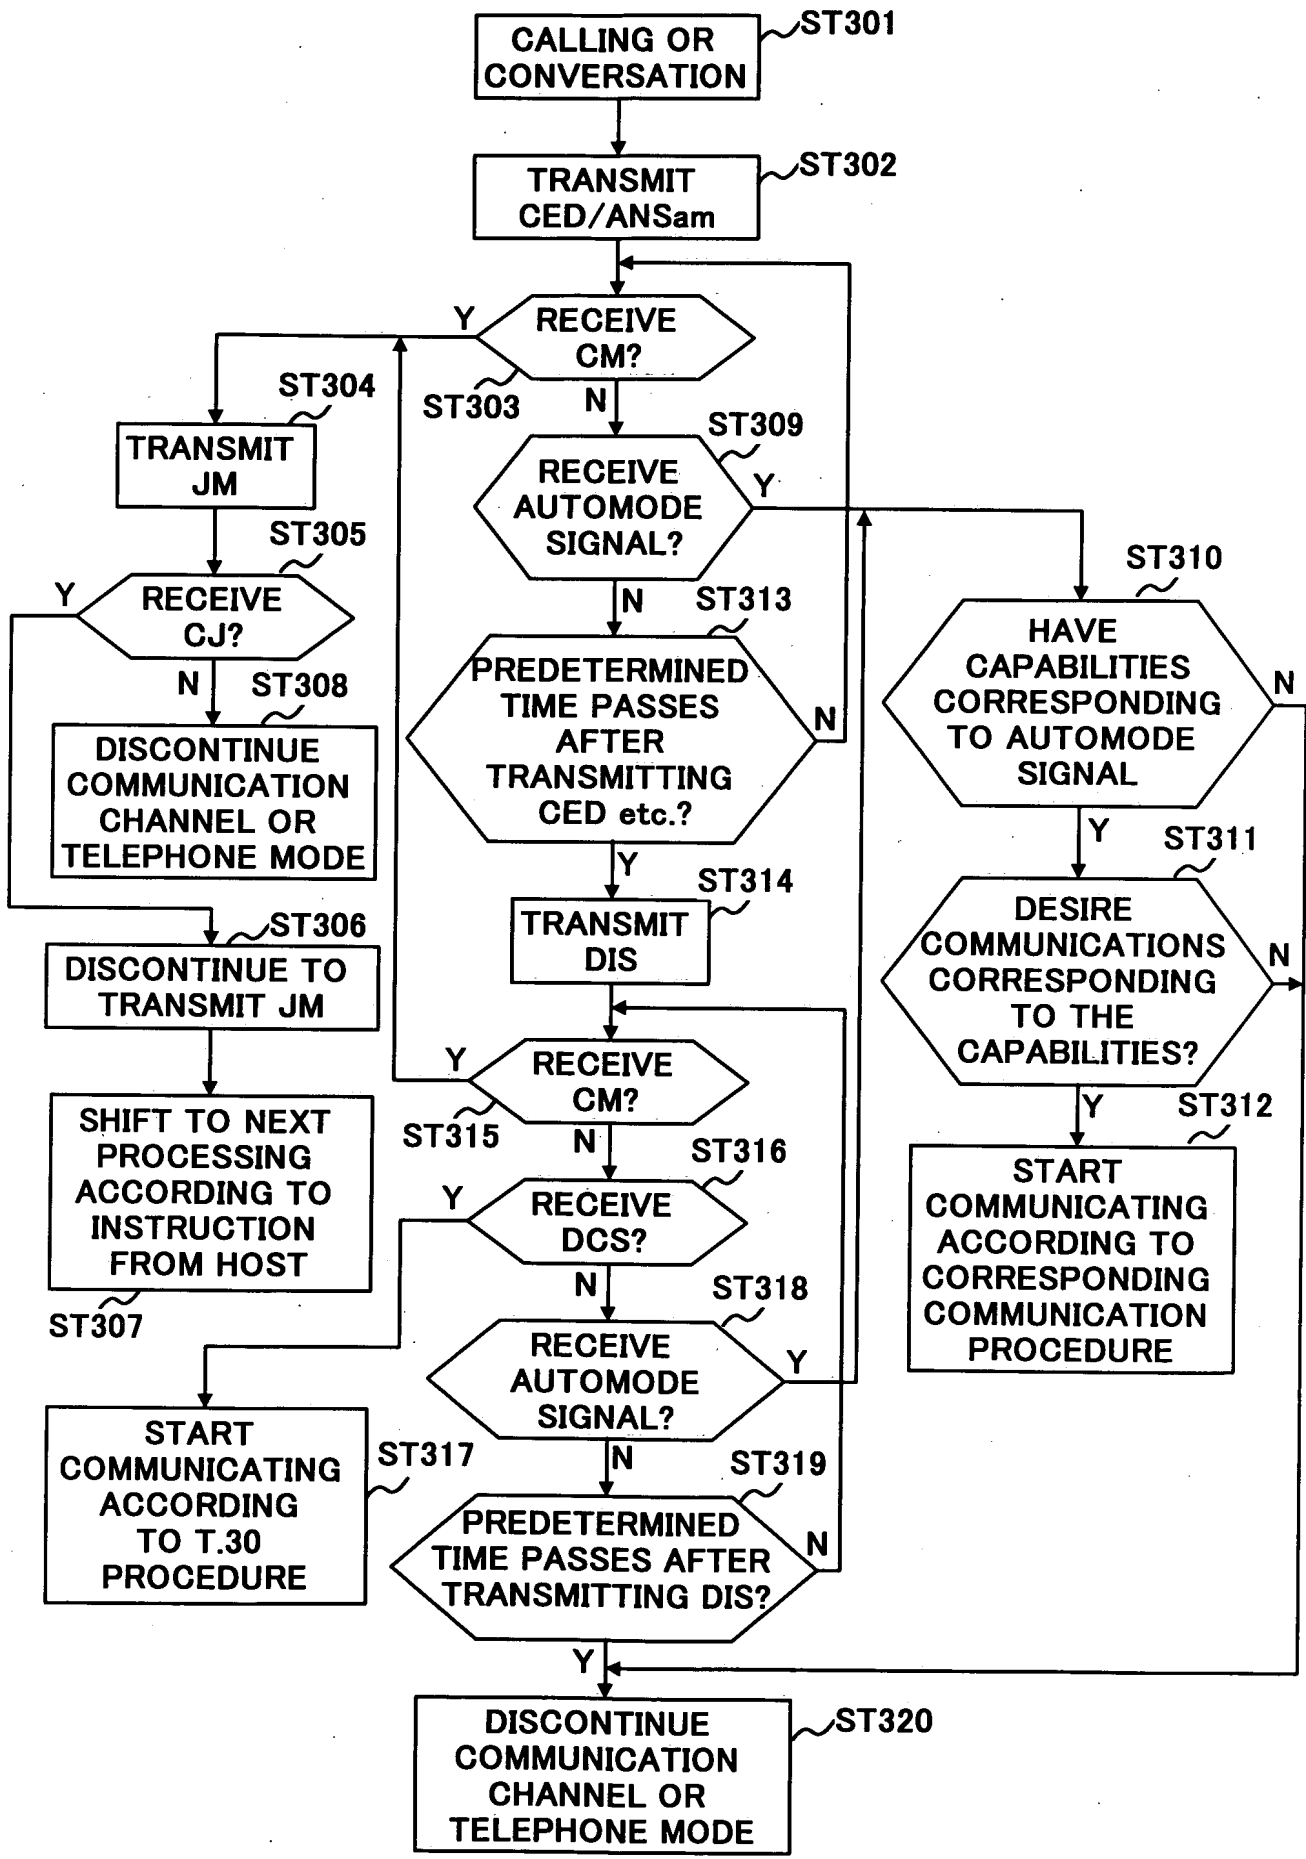 CALLING OR
CONVERSATION
ST301
TRANSMIT
CED/ANSam
ST302
RECEIVE
CM?
Y
N
ST303
ST304
TRANSMIT
JM
ST305
RECEIVE
CJ?
Y
N
ST308
DISCONTINUE
COMMUNICATION
CHANNEL OR
TELEPHONE MODE
ST306
DISCONTINUE TO
TRANSMIT JM
SHIFT TO NEXT
PROCESSING
ACCORDING TO
INSTRUCTION
FROM HOST
ST307
ST309
RECEIVE
AUTOMODE
SIGNAL?
Y
N
ST310
HAVE
CAPABILITIES
CORRESPONDING
TO AUTOMODE
SIGNAL
N
Y
ST311
DESIRE
COMMUNICATIONS
CORRESPONDING
TO THE
CAPABILITIES?
N
Y
ST312
START
COMMUNICATING
ACCORDING TO
CORRESPONDING
COMMUNICATION
PROCEDURE
ST313
PREDETERMINED
TIME PASSES
AFTER
TRANSMITTING
CED etc.?
N
Y
ST314
TRANSMIT
DIS
RECEIVE
CM?
Y
N
ST315
ST316
RECEIVE
DCS?
Y
N
START
COMMUNICATING
ACCORDING
TO T.30
PROCEDURE
ST317
ST318
RECEIVE
AUTOMODE
SIGNAL?
Y
N
ST319
PREDETERMINED
TIME PASSES AFTER
TRANSMITTING DIS?
N
Y
DISCONTINUE
COMMUNICATION
CHANNEL OR
TELEPHONE MODE
ST320